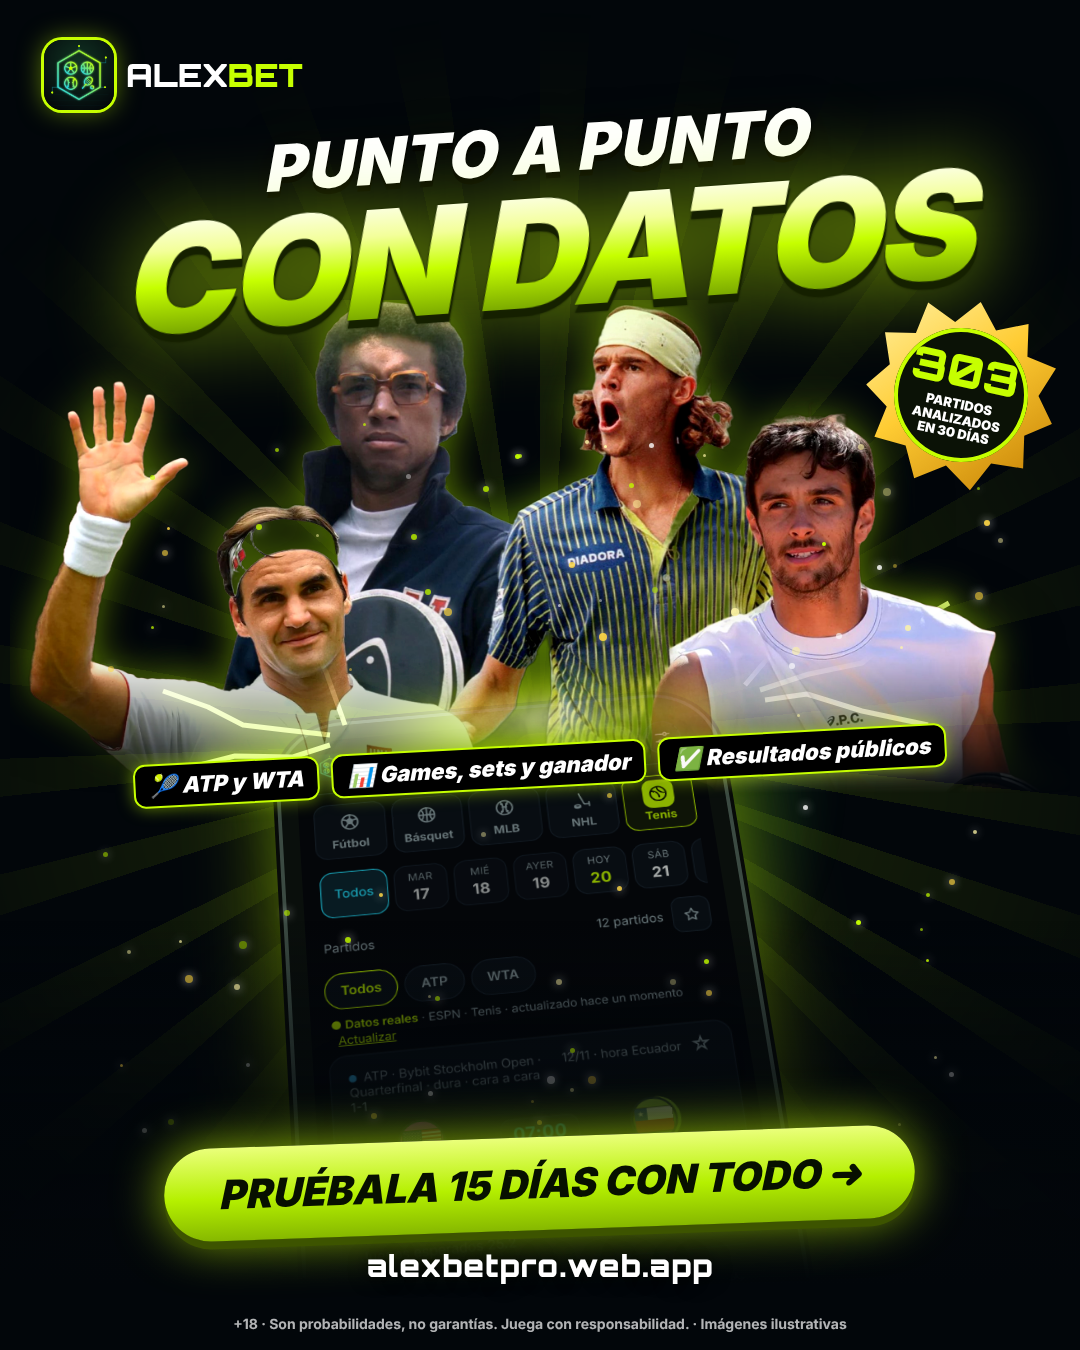 ALEXBET
PUNTO A PUNTO
CON DATOS
303
PARTIDOS
ANALIZADOS
EN 30 DÍAS
DIADORA
.P.C.
ATP y WTA
Games, sets y ganador
Resultados públicos
Fútbol
Básquet
MLB
NHL
Tenis
Todos
MAR
17
MIÉ
18
AYER
19
HOY
20
SÁB
21
12 partidos
Partidos
Todos
ATP
WTA
Datos reales · ESPN · Tenis · actualizado hace un momento
Actualizar
ATP · Bybit Stockholm Open ·
Quarterfinal · dura · cara a cara
1-1
12/11 · hora Ecuador
07:00
PRUÉBALA 15 DÍAS CON TODO ➜
alexbetpro.web.app
+18 · Son probabilidades, no garantías. Juega con responsabilidad. · Imágenes ilustrativas